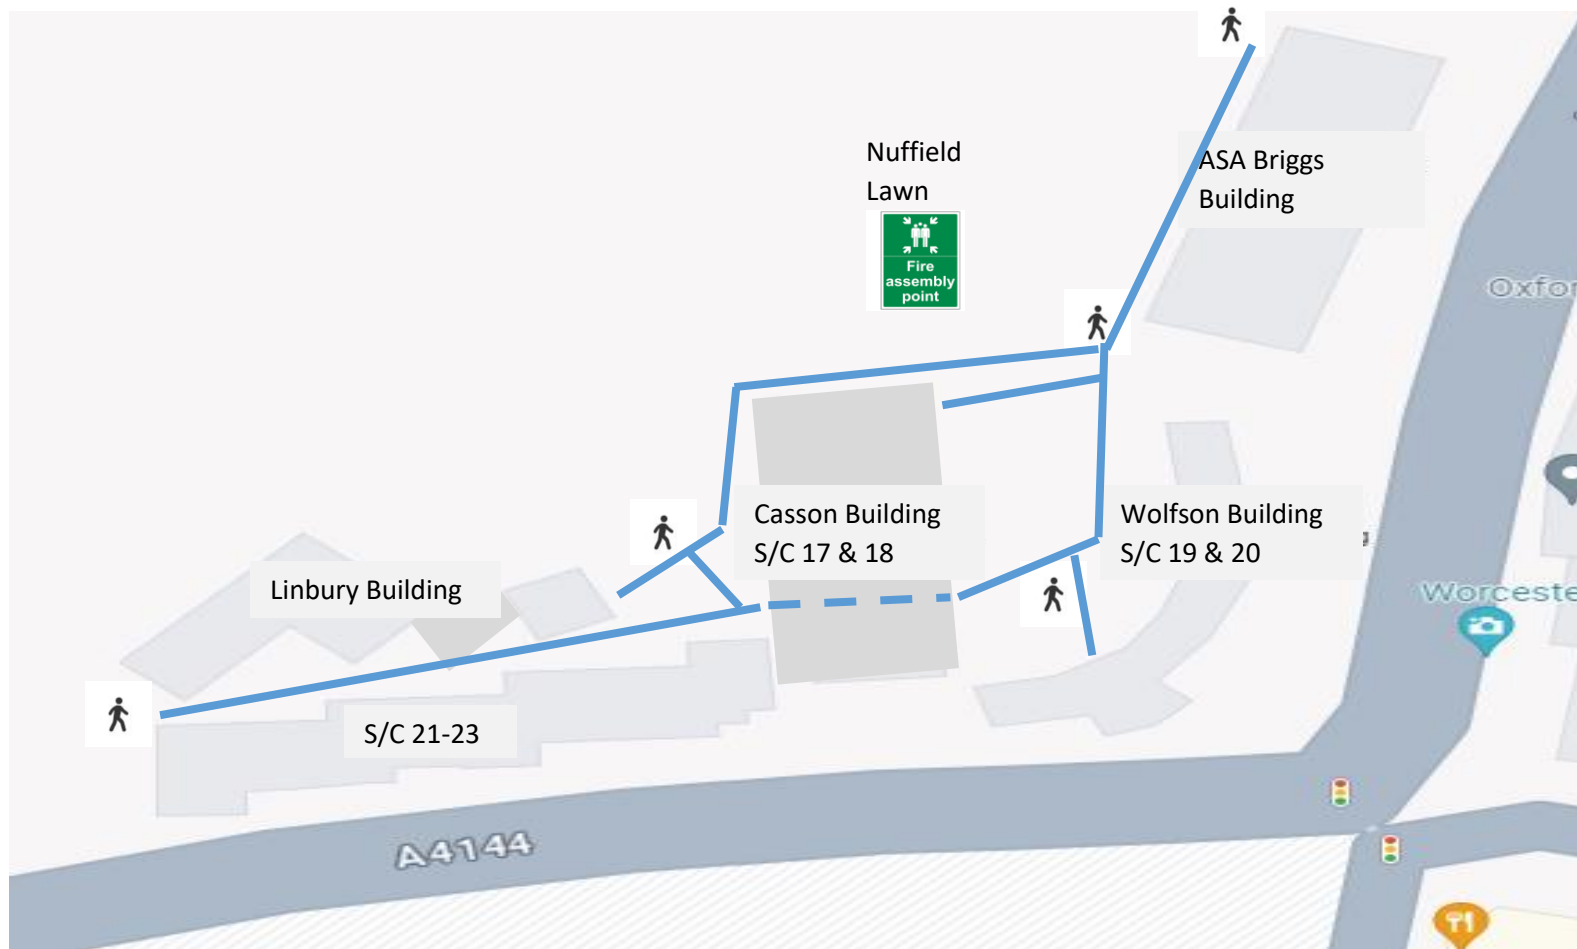 Nuffield
Lawn
Fire
assembly
point
ASA Briggs
Building
Oxfor
Casson Building
S/C 17 & 18
Wolfson Building
S/C 19 & 20
Linbury Building
Worceste
S/C 21-23
A4144